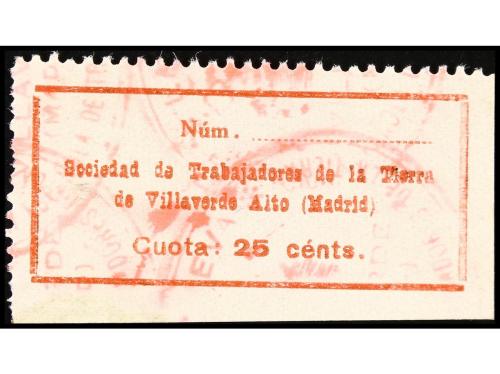 Núm.
Sociedad de Trabajadores de la Tierra
de Villaverde Alto (Madrid)
Cuota: 25 cénts.